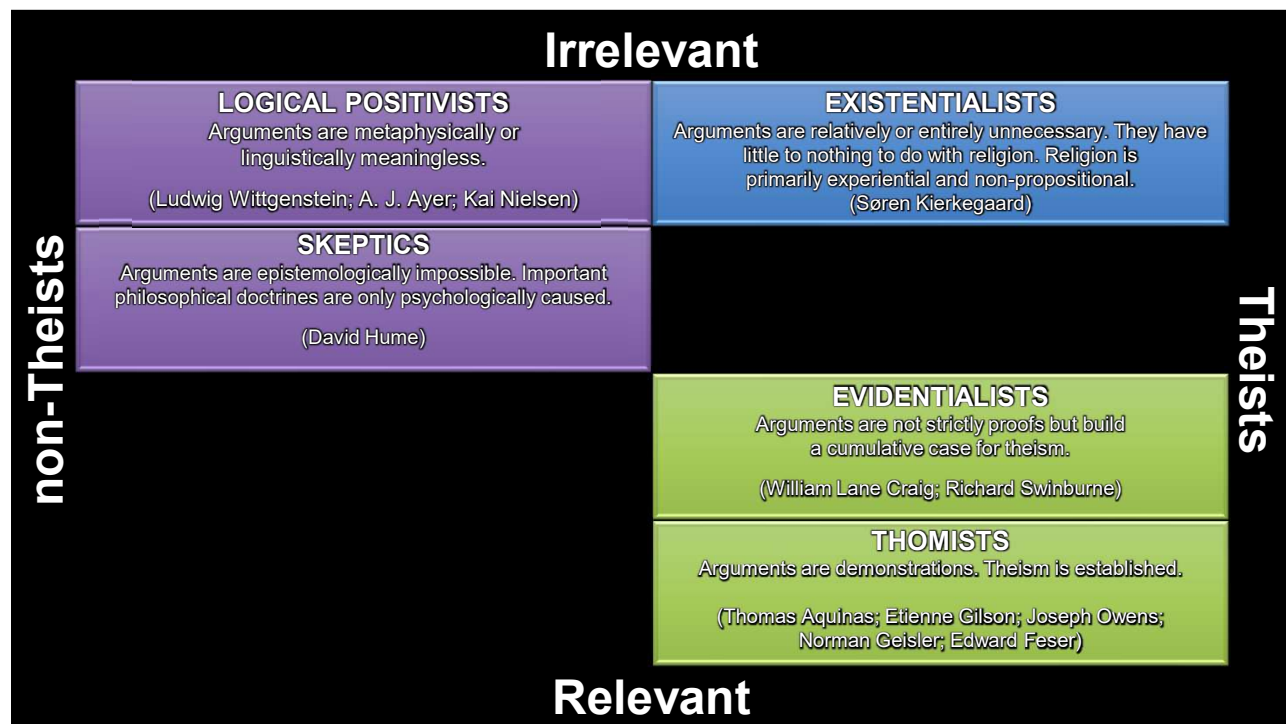 Irrelevant
LOGICAL POSITIVISTS
Arguments are metaphysically or
linguistically meaningless.
(Ludwig Wittgenstein; A. J. Ayer; Kai Nielsen)
EXISTENTIALISTS
Arguments are relatively or entirely unnecessary. They have
little to nothing to do with religion. Religion is
primarily experiential and non-propositional.
(Søren Kierkegaard)
non-Theists
SKEPTICS
Arguments are epistemologically impossible. Important
philosophical doctrines are only psychologically caused.
(David Hume)
Theists
EVIDENTIALISTS
Arguments are not strictly proofs but build
a cumulative case for theism.
(William Lane Craig; Richard Swinburne)
THOMISTS
Arguments are demonstrations. Theism is established.
(Thomas Aquinas; Etienne Gilson; Joseph Owens;
Norman Geisler; Edward Feser)
Relevant